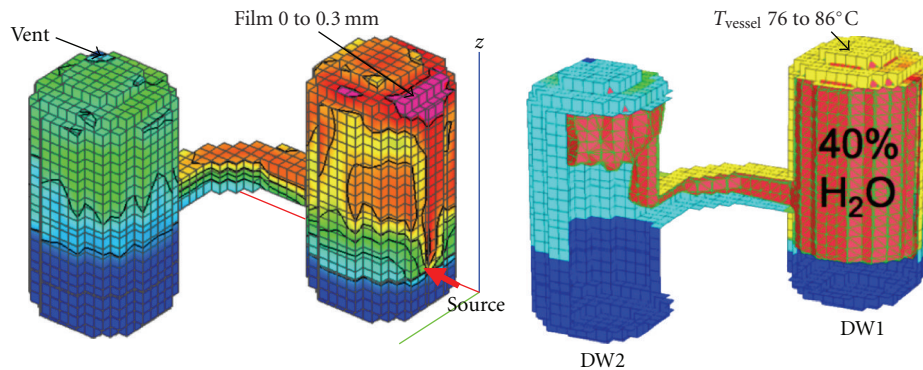 Vent
Film 0 to 0.3 mm
z
Source
T_vessel 76 to 86°C
40%
H₂O
DW2
DW1